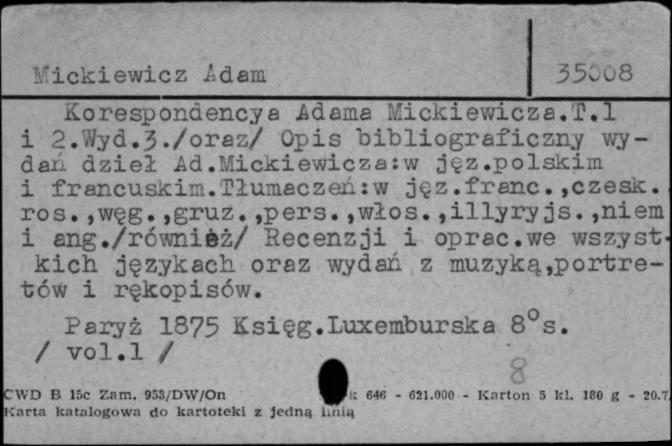 Mickiewicz Adam 35008
Korespondencya Adama Mickiewicza.T.1
i 2.Wyd.3./oraz/ Opis bibliograficzny wy-
dań dzieł Ad.Mickiewicza:w jęz.polskim
i francuskim.Tłumaczeń:w jęz.franc.,czesk.
ros.,węg.,gruz.,pers.,włos.,illyryjs.,niem
i ang./również/ Recenzji i oprac.we wszyst-
kich językach oraz wydań z muzyką,portre-
tów i rękopisów.
Paryż 1875 Księg.Luxemburska 8°s.
/ vol.1 /
8
CWD B 15c Zam. 953/DW/On 646 - 621.000 - Karton 5 kl. 180 g - 20.7
Karta katalogowa do kartoteki z jedną linią